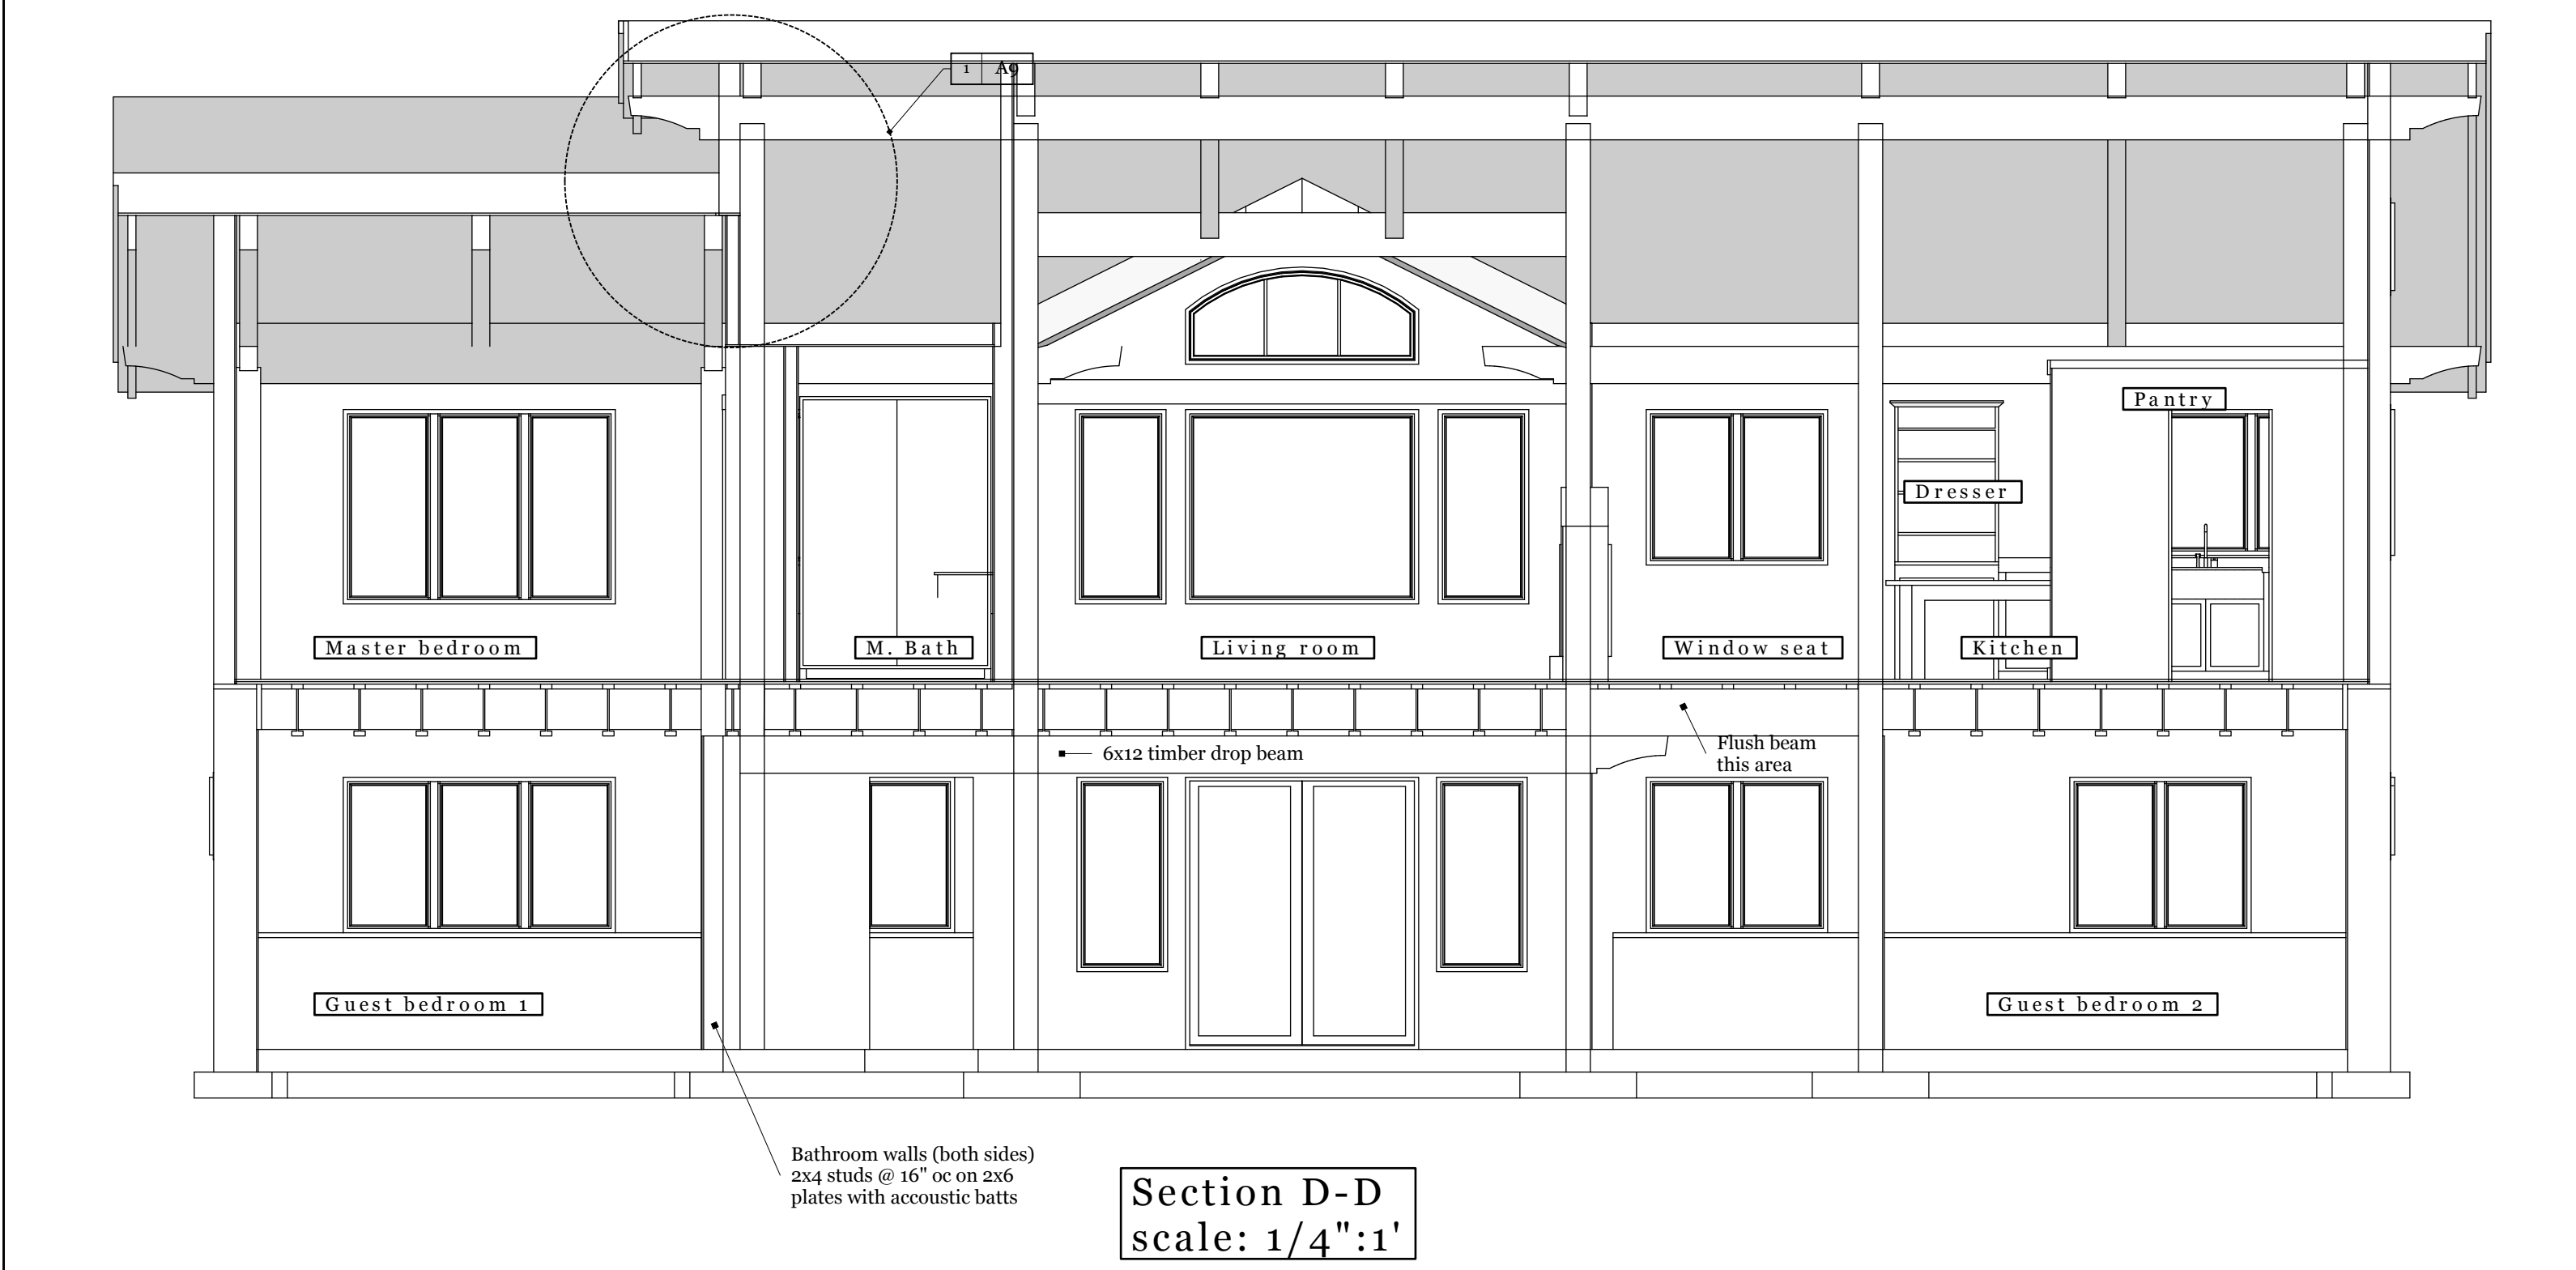 1 A9
Pantry
Dresser
Master bedroom
M. Bath
Living room
Window seat
Kitchen
6x12 timber drop beam
Flush beam
this area
Guest bedroom 1
Guest bedroom 2
Bathroom walls (both sides)
2x4 studs @ 16" oc on 2x6
plates with accoustic batts
Section D-D
scale: 1/4":1'